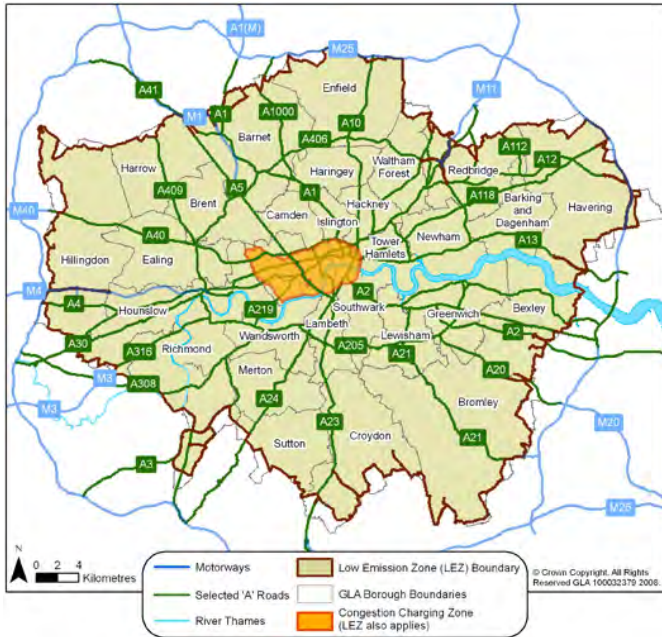 A1(M)
M25
A41
M11
Enfield
M1
A1
A1000
A10
Barnet
A406
A112
Harrow
Haringey
Waltham
Forest
Redbridge
A12
A409
A5
A1
A118
Brent
Hackney
Barking
and
Dagenham
Havering
M40
Camden
Islington
A40
Newham
Tower
Hamlets
A13
Hillingdon
Ealing
M4
A4
Hounslow
A219
A2
Southwark
Bexley
Greenwich
A30
Lambeth
A2
A316
Wandsworth
A205
Lewisham
Richmond
A21
A20
M3
A308
Merton
M3
A24
Bromley
A23
M20
Sutton
Croydon
A21
A3
M26
N
0 2 4
Kilometres
Motorways
Low Emission Zone (LEZ) Boundary
© Crown Copyright. All Rights
Reserved GLA 100032379 2008.
Selected 'A' Roads
GLA Borough Boundaries
River Thames
Congestion Charging Zone
(LEZ also applies)